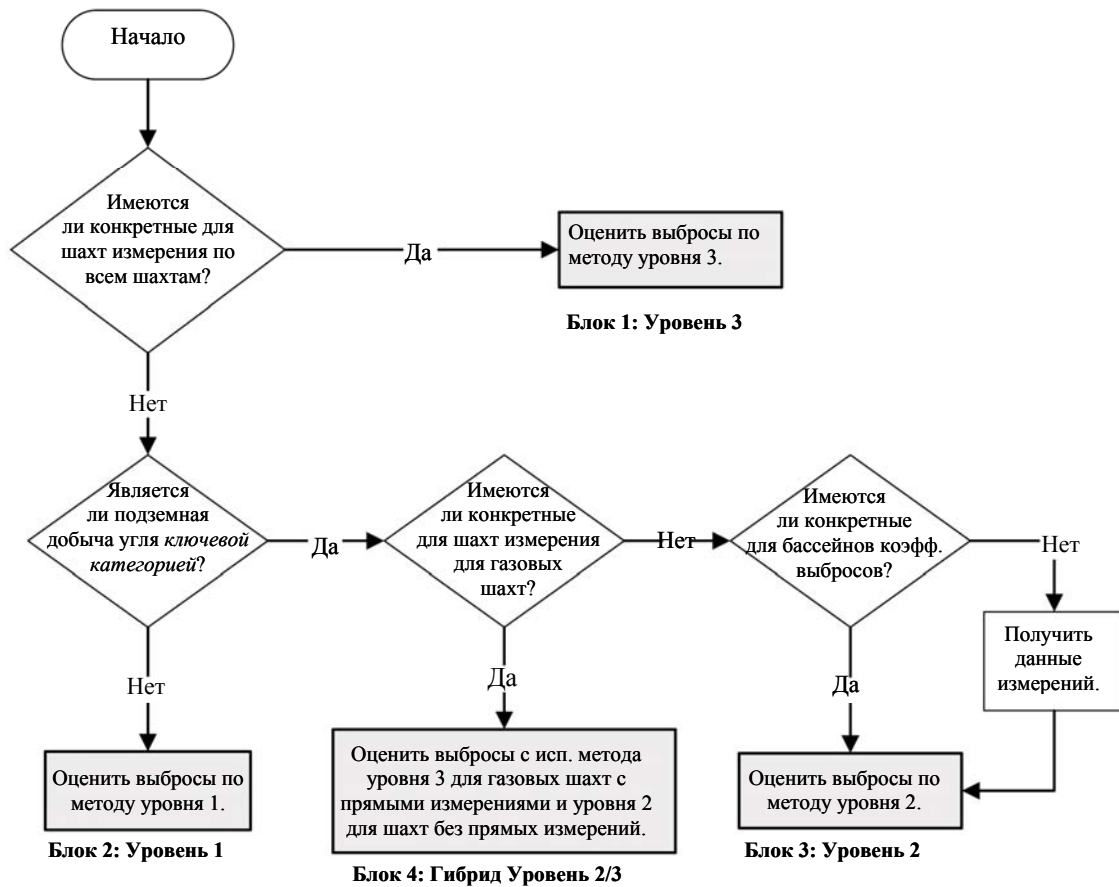 Начало
Имеются
ли конкретные для
шахт измерения по
всем шахтам?
Да
Оценить выбросы по
методу уровня 3.
Блок 1: Уровень 3
Нет
Является
ли подземная
добыча угля ключевой
категорией?
Да
Имеются
ли конкретные
для шахт измерения
для газовых
шахт?
Нет
Имеются
ли конкретные
для бассейнов коэфф.
выбросов?
Нет
Получить
данные
измерений.
Нет
Да
Да
Оценить выбросы по
методу уровня 1.
Блок 2: Уровень 1
Оценить выбросы с исп. метода
уровня 3 для газовых шахт с
прямыми измерениями и уровня 2
для шахт без прямых измерений.
Блок 4: Гибрид Уровень 2/3
Оценить выбросы по
методу уровня 2.
Блок 3: Уровень 2